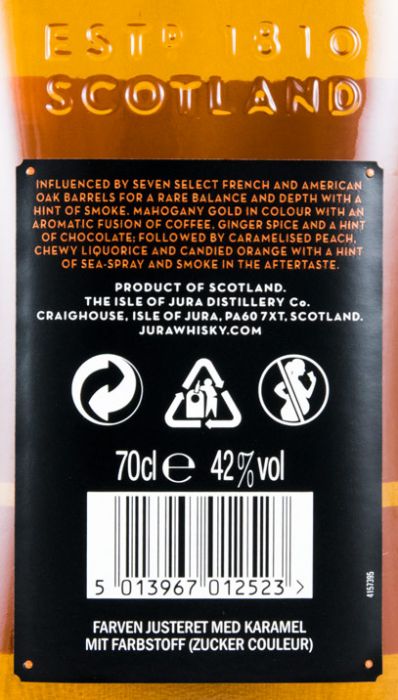 ESTD 1810
SCOTLAND
INFLUENCED BY SEVEN SELECT FRENCH AND AMERICAN
OAK BARRELS FOR A RARE BALANCE AND DEPTH WITH A
HINT OF SMOKE. MAHOGANY GOLD IN COLOUR WITH AN
AROMATIC FUSION OF COFFEE, GINGER SPICE AND A HINT
OF CHOCOLATE; FOLLOWED BY CARAMELISED PEACH,
CHEWY LIQUORICE AND CANDIED ORANGE WITH A HINT
OF SEA-SPRAY AND SMOKE IN THE AFTERTASTE.
PRODUCT OF SCOTLAND.
THE ISLE OF JURA DISTILLERY Co.
CRAIGHOUSE, ISLE OF JURA, PA60 7XT, SCOTLAND.
JURAWHISKY.COM
70cl e 42%vol
5 013967 012523 >
4157395
FARVEN JUSTERET MED KARAMEL
MIT FARBSTOFF (ZUCKER COULEUR)